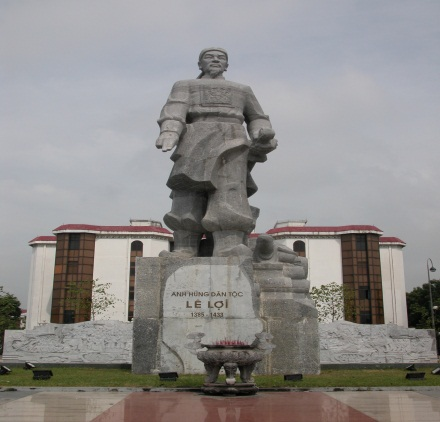 ANH HÙNG DÂN TỘC
LÊ LỢI
1385 - 1433